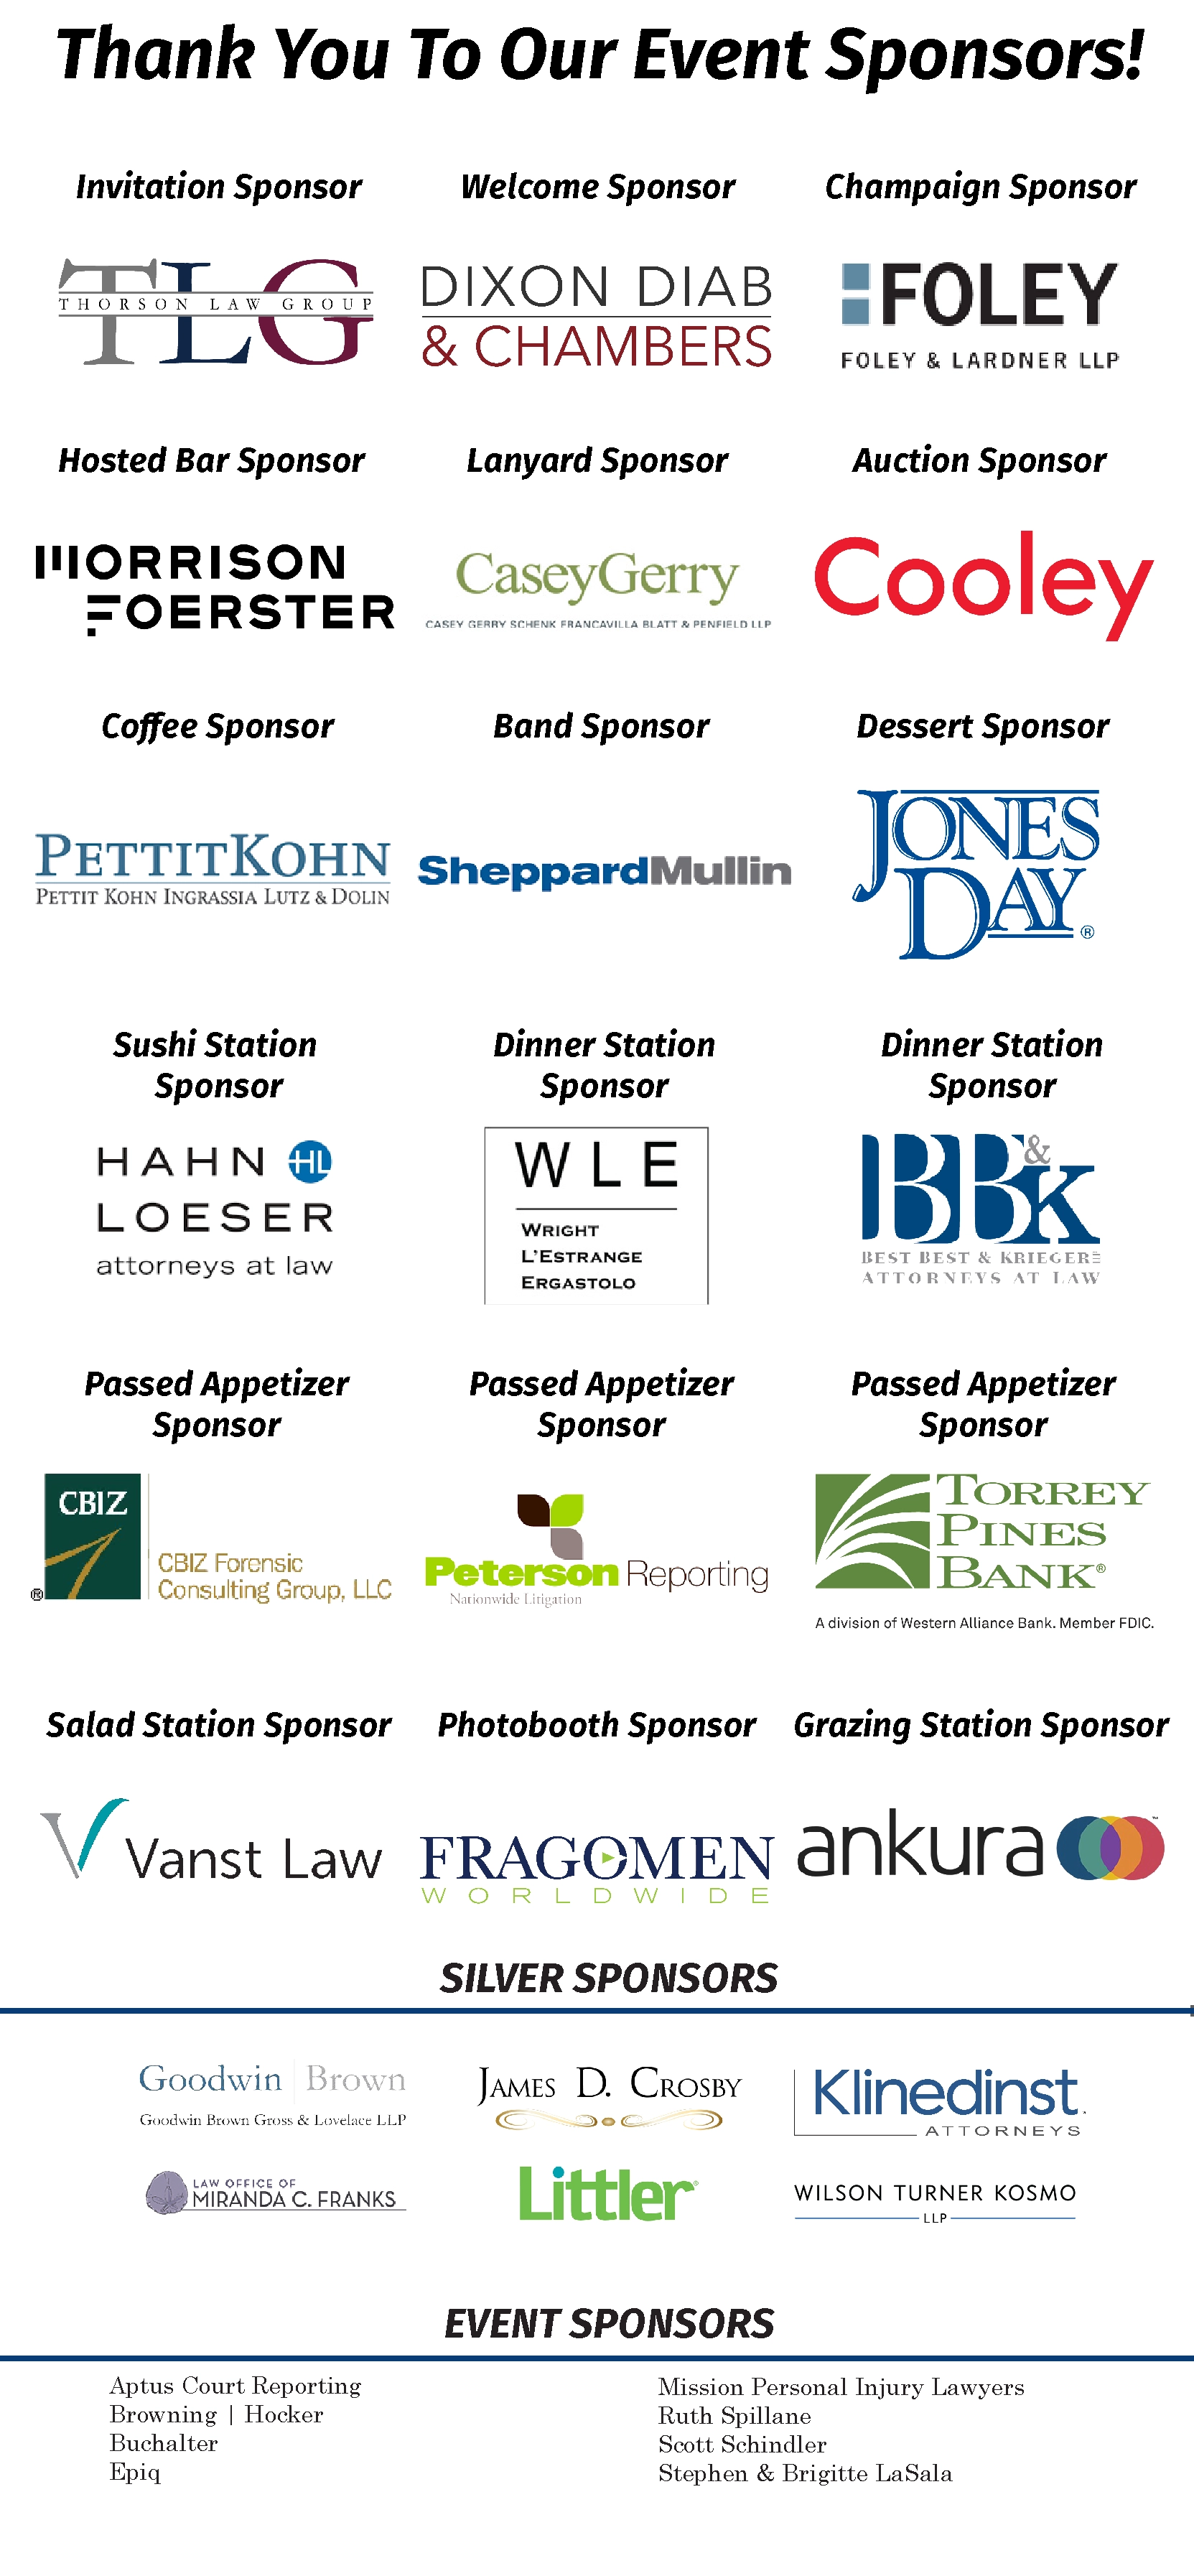 Thank You To Our Event Sponsors!
Invitation Sponsor
Welcome Sponsor
Champaign Sponsor
TLG
THORSON LAW GROUP
DIXON DIAB
& CHAMBERS
FOLEY
FOLEY & LARDNER LLP
Hosted Bar Sponsor
Lanyard Sponsor
Auction Sponsor
MORRISON
FOERSTER
CaseyGerry
CASEY GERRY SCHENK FRANCAVILLA BLATT & PENFIELD LLP
Cooley
Coffee Sponsor
Band Sponsor
Dessert Sponsor
PETTITKOHN
PETTIT KOHN INGRASSIA LUTZ & DOLIN
SheppardMullin
JONES
DAY®
Sushi Station
Sponsor
Dinner Station
Sponsor
Dinner Station
Sponsor
HAHN HL
LOESER
attorneys at law
WLE
WRIGHT
L'ESTRANGE
ERGASTOLO
BB&K
BEST BEST & KRIEGER
ATTORNEYS AT LAW
Passed Appetizer
Sponsor
Passed Appetizer
Sponsor
Passed Appetizer
Sponsor
CBIZ
CBIZ Forensic
Consulting Group, LLC
Peterson Reporting
Nationwide Litigation
TORREY
PINES
BANK®
A division of Western Alliance Bank. Member FDIC.
Salad Station Sponsor
Photobooth Sponsor
Grazing Station Sponsor
Vanst Law
FRAGOMEN
WORLDWIDE
ankura™
SILVER SPONSORS
Goodwin | Brown
Goodwin Brown Gross & Lovelace LLP
JAMES D. CROSBY
Klinedinst
ATTORNEYS
LAW OFFICE OF
MIRANDA C. FRANKS
Littler®
WILSON TURNER KOSMO
LLP
EVENT SPONSORS
Aptus Court Reporting
Browning | Hocker
Buchalter
Epiq
Mission Personal Injury Lawyers
Ruth Spillane
Scott Schindler
Stephen & Brigitte LaSala